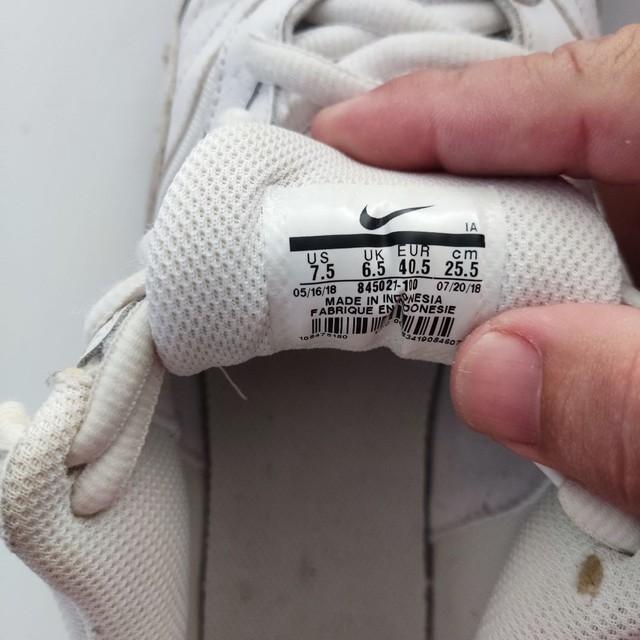 IA
US UK EUR cm
7.5 6.5 40.5 25.5
05/16/18 845021-100 07/20/18
MADE IN INDONESIA
FABRIQUE EN INDONESIE